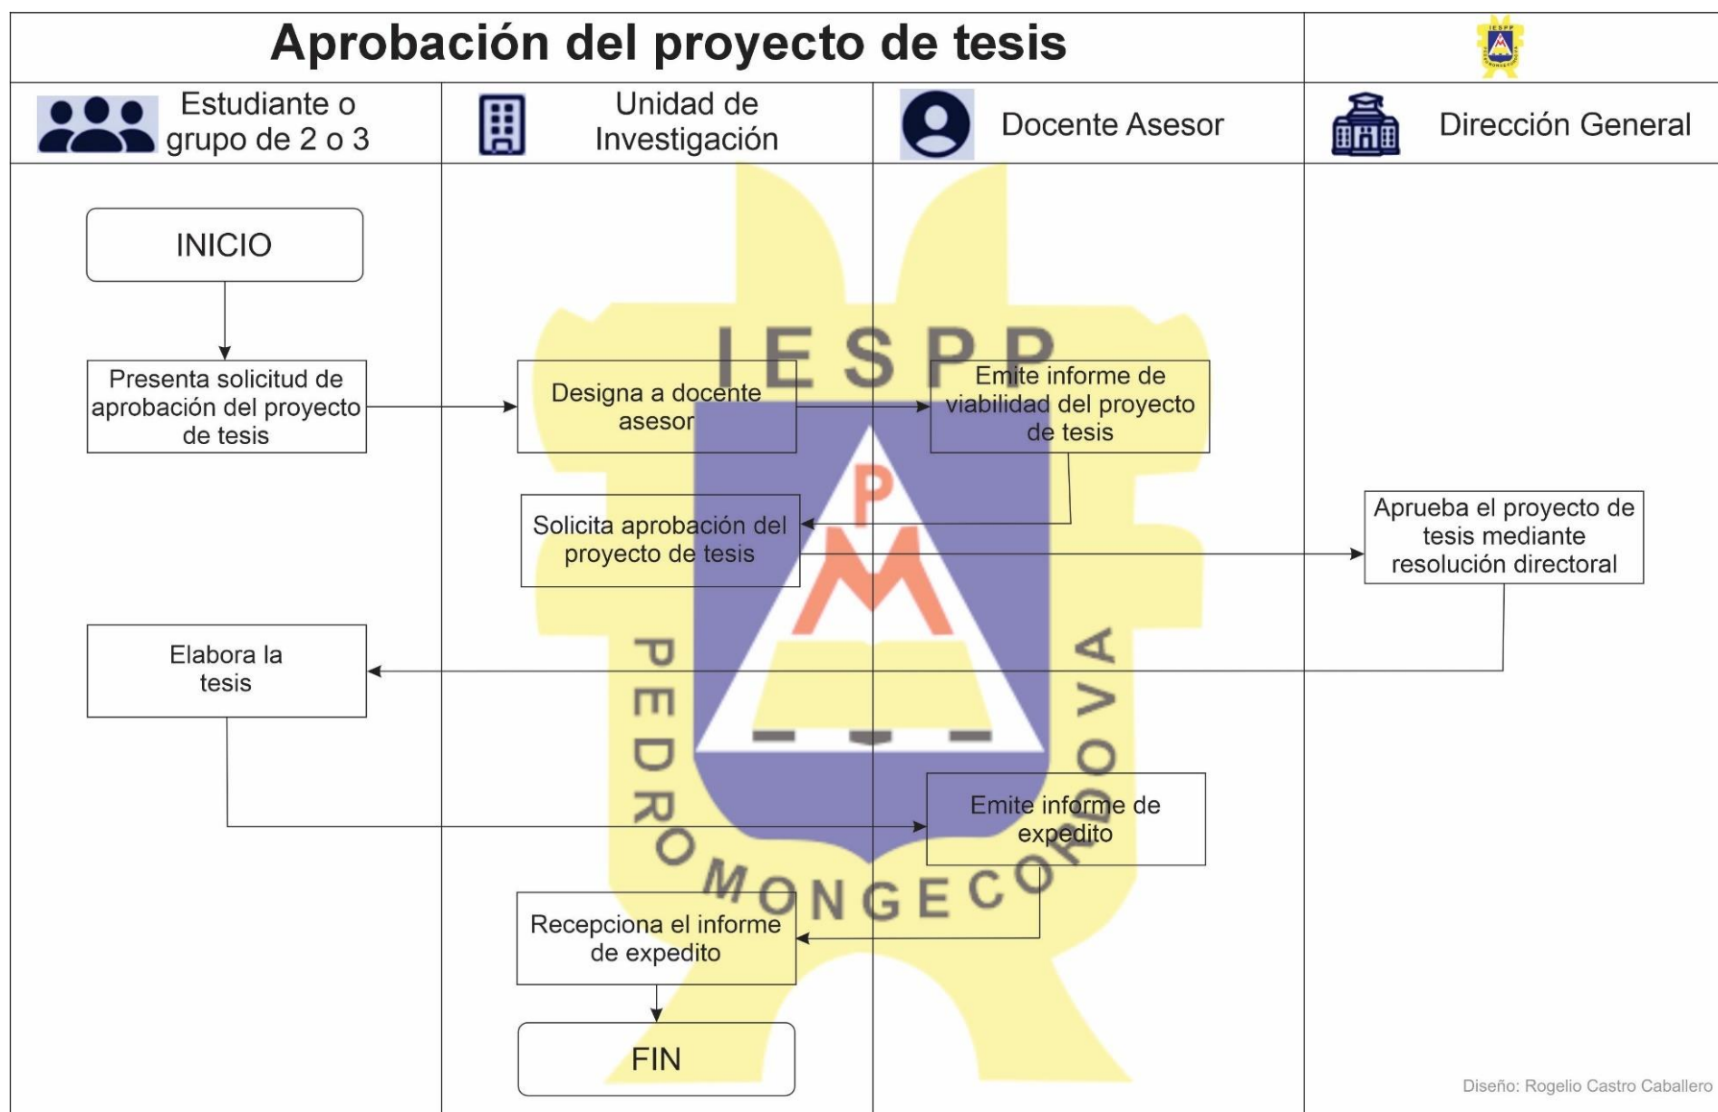 Aprobación del proyecto de tesis
IESPP
Estudiante o
grupo de 2 o 3
Unidad de
Investigación
Docente Asesor
Dirección General
INICIO
Presenta solicitud de
aprobación del proyecto
de tesis
Designa a docente
asesor
Emite informe de
viabilidad del proyecto
de tesis
Solicita aprobación del
proyecto de tesis
Aprueba el proyecto de
tesis mediante
resolución directoral
Elabora la
tesis
Emite informe de
expedito
Recepciona el informe
de expedito
FIN
IESPP
P
M
PEDRO MONGE CORDOVA
Diseño: Rogelio Castro Caballero